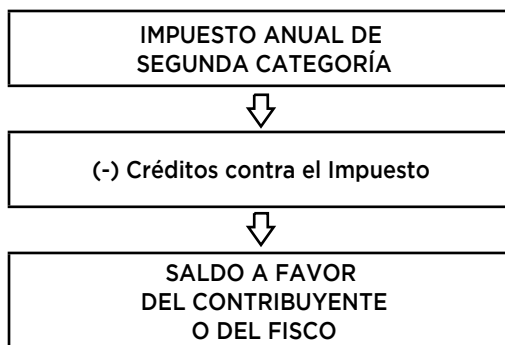 IMPUESTO ANUAL DE
SEGUNDA CATEGORÍA
(-) Créditos contra el Impuesto
SALDO A FAVOR
DEL CONTRIBUYENTE
O DEL FISCO